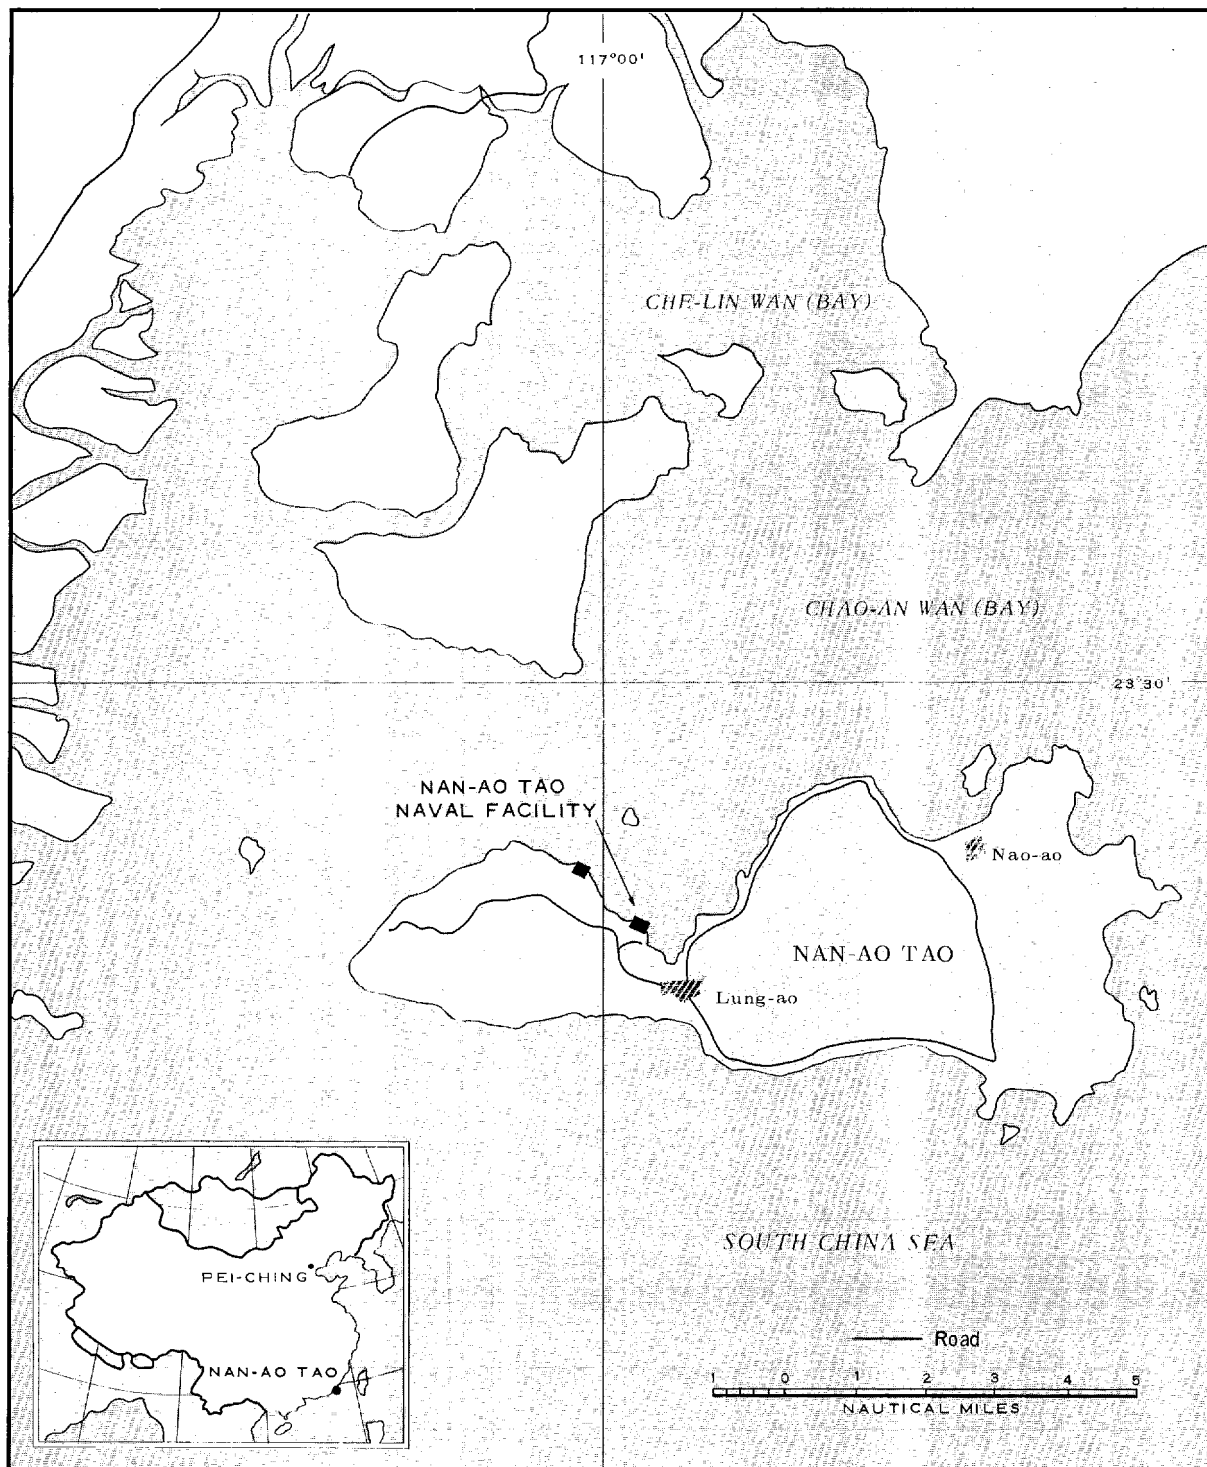 117°00'
CHE-LIN WAN (BAY)
CHAO-AN WAN (BAY)
23°30'
NAN-AO TAO
NAVAL FACILITY
Nao-ao
NAN-AO TAO
Lung-ao
SOUTH CHINA SEA
PEI-CHING
NAN-AO TAO
Road
1 0 1 2 3 4 5
NAUTICAL MILES